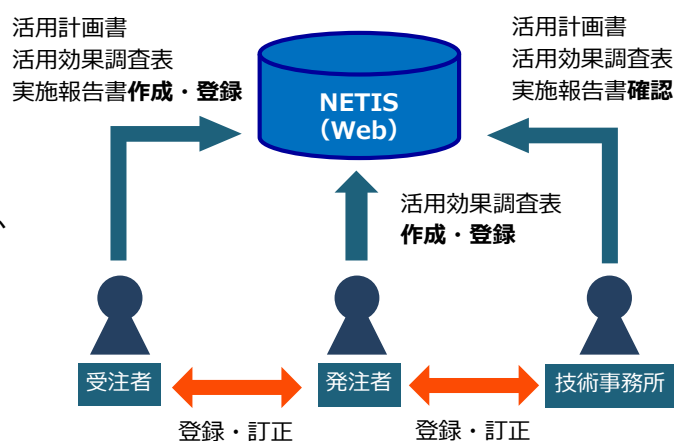 活用計画書
活用効果調査表
実施報告書作成・登録
NETIS
（Web）
活用計画書
活用効果調査表
実施報告書確認
活用効果調査表
作成・登録
、
受注者
発注者
技術事務所
登録・訂正
登録・訂正